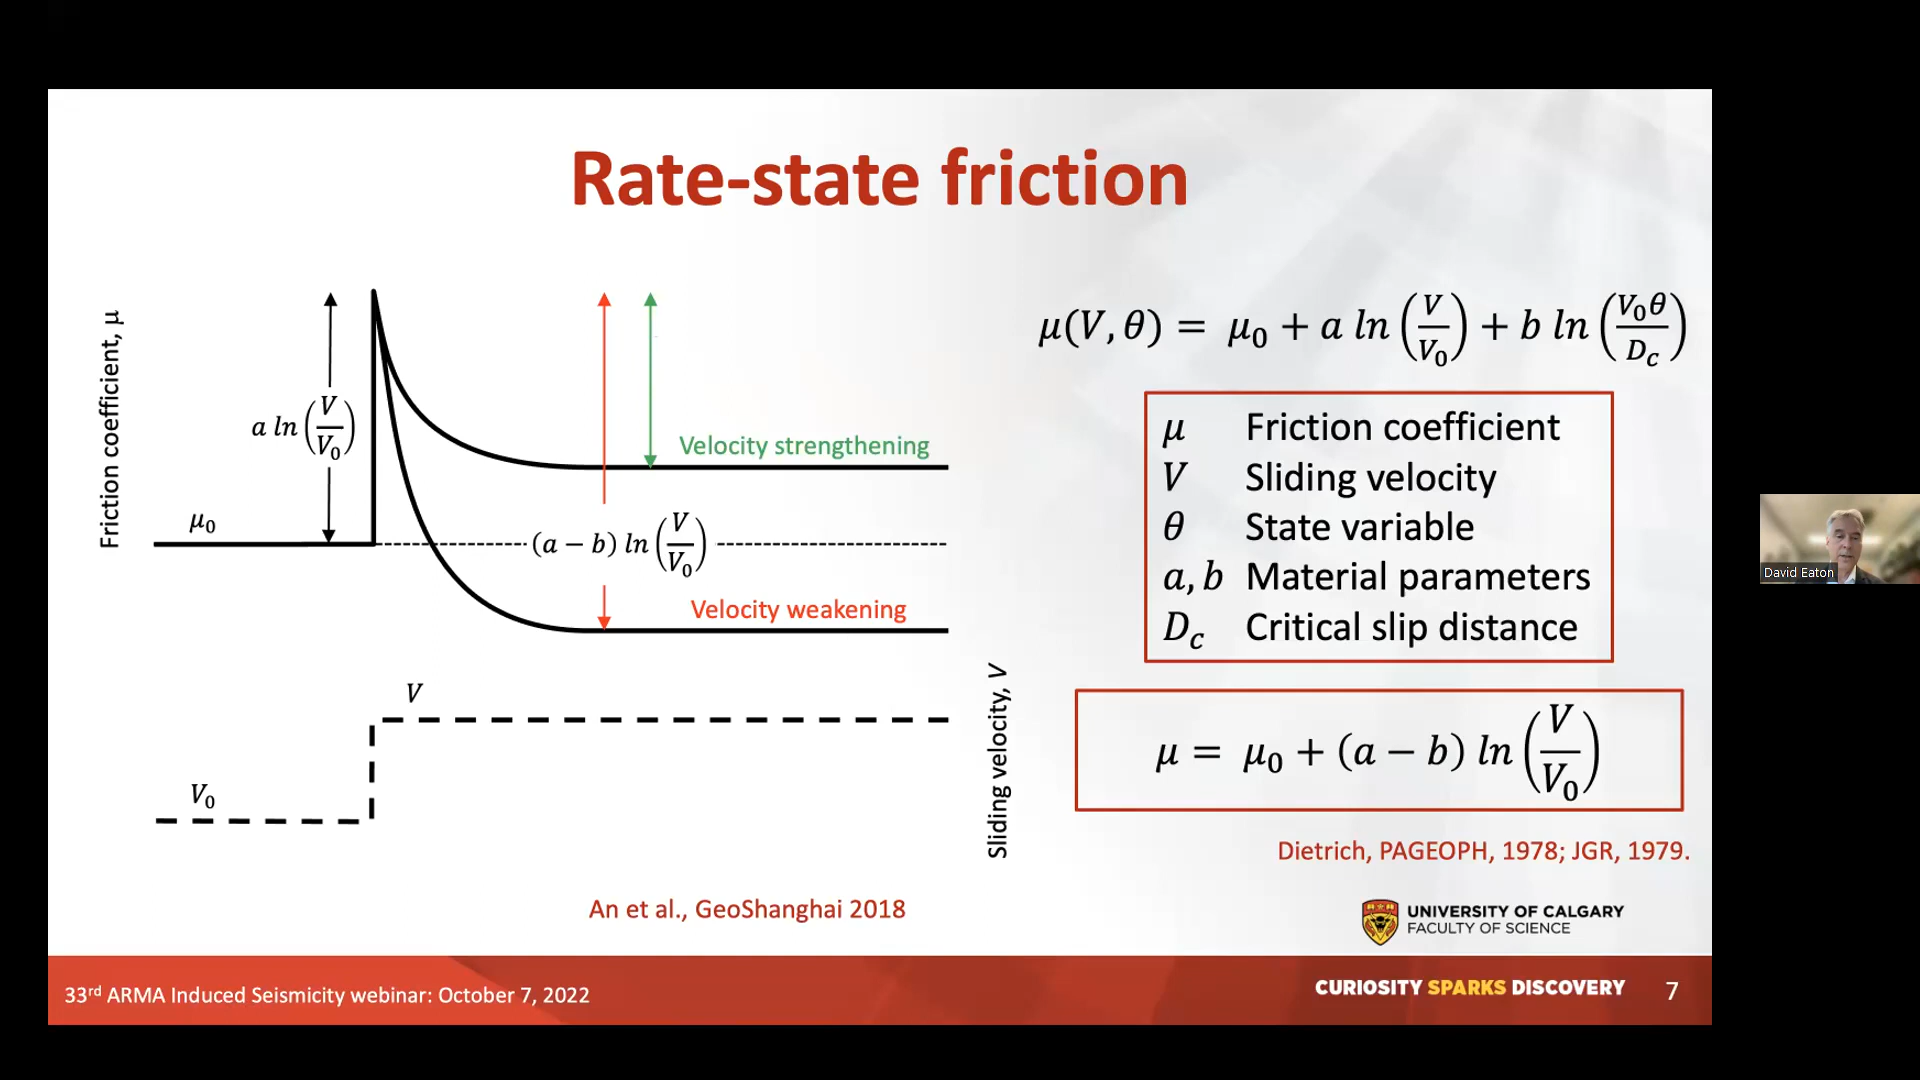 Rate-state friction
Friction coefficient, μ
a ln (V/V₀)
μ₀
Velocity strengthening
(a − b) ln (V/V₀)
Velocity weakening
V
V₀
Sliding velocity, V
An et al., GeoShanghai 2018
μ(V, θ) = μ₀ + a ln (V/V₀) + b ln (V₀θ/D_c)
μ Friction coefficient
V Sliding velocity
θ State variable
a, b Material parameters
D_c Critical slip distance
μ = μ₀ + (a − b) ln (V/V₀)
Dietrich, PAGEOPH, 1978; JGR, 1979.
UNIVERSITY OF CALGARY
FACULTY OF SCIENCE
33rd ARMA Induced Seismicity webinar: October 7, 2022
CURIOSITY SPARKS DISCOVERY
7
David Eaton